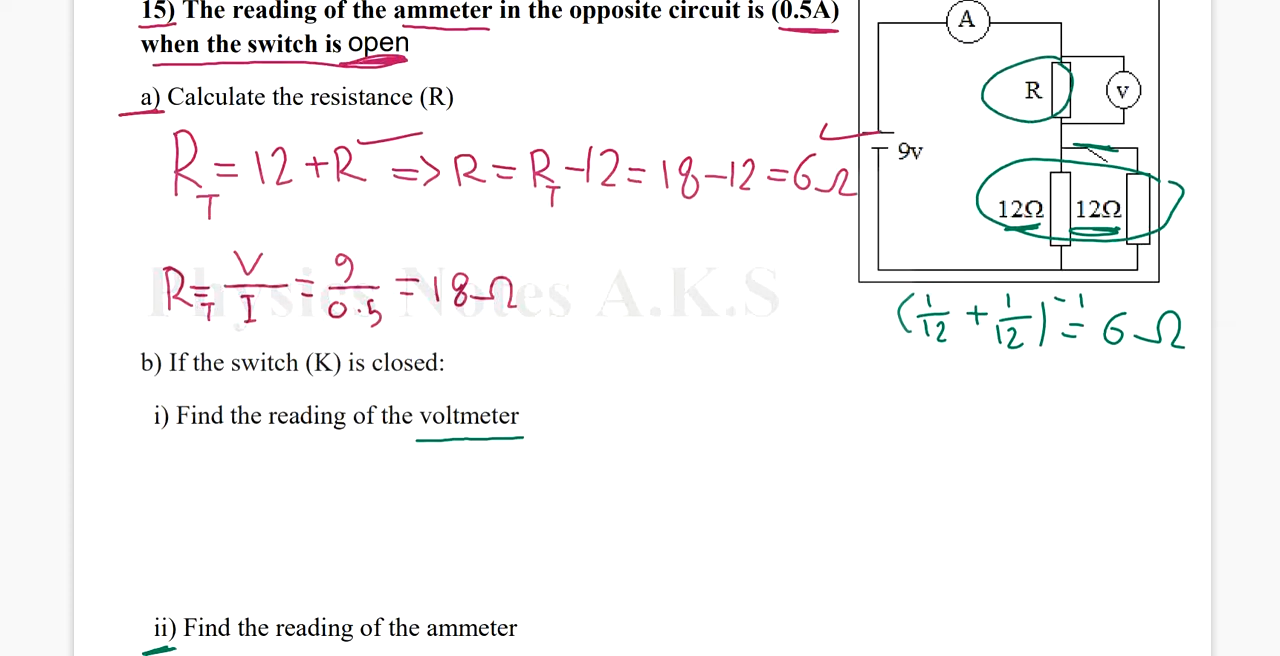 15) The reading of the ammeter in the opposite circuit is (0.5A)
when the switch is open
a) Calculate the resistance (R)
R_T = 12 + R => R = R_T - 12 = 18 - 12 = 6Ω
R_T = V/I = 9/0.5 = 18Ω
Physics Notes A.K.S
b) If the switch (K) is closed:
i) Find the reading of the voltmeter
ii) Find the reading of the ammeter
A
R
V
9v
12Ω 12Ω
(1/12 + 1/12)^-1 = 6Ω